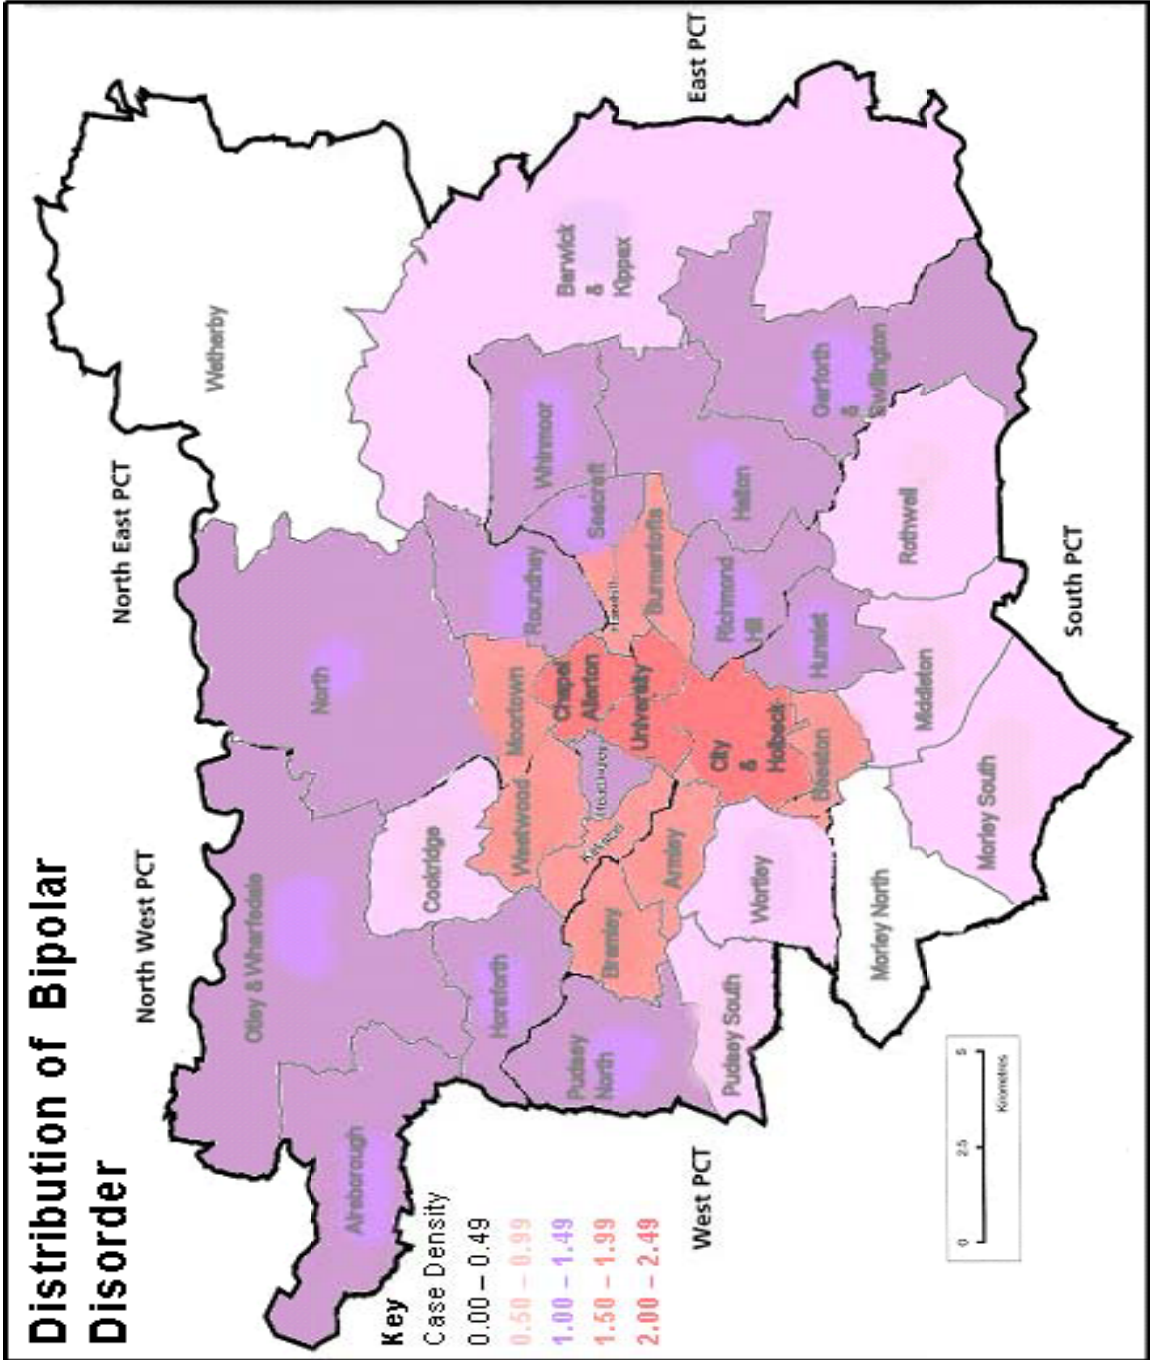 Distribution of Bipolar
Disorder
North West PCT
North East PCT
East PCT
South PCT
West PCT
Wetherby
Otley & Wharfedale
North
Aireborough
Cookridge
Horsforth
Roundhay
Whinmoor
Barwick
&
Kippax
Moortown
Westwood
Chapel
Allerton
Seacroft
Harehills
Burmantofts
University
Pudsey
North
Bramley
Armley
City
&
Holbeck
Richmond
Hill
Halton
Garforth
&
Swillington
Pudsey South
Wortley
Beeston
Hunslet
Rothwell
Middleton
Morley North
Morley South
Key
Case Density
0.00 – 0.49
0.50 – 0.99
1.00 – 1.49
1.50 – 1.99
2.00 – 2.49
0 2.5 5
Kilometres